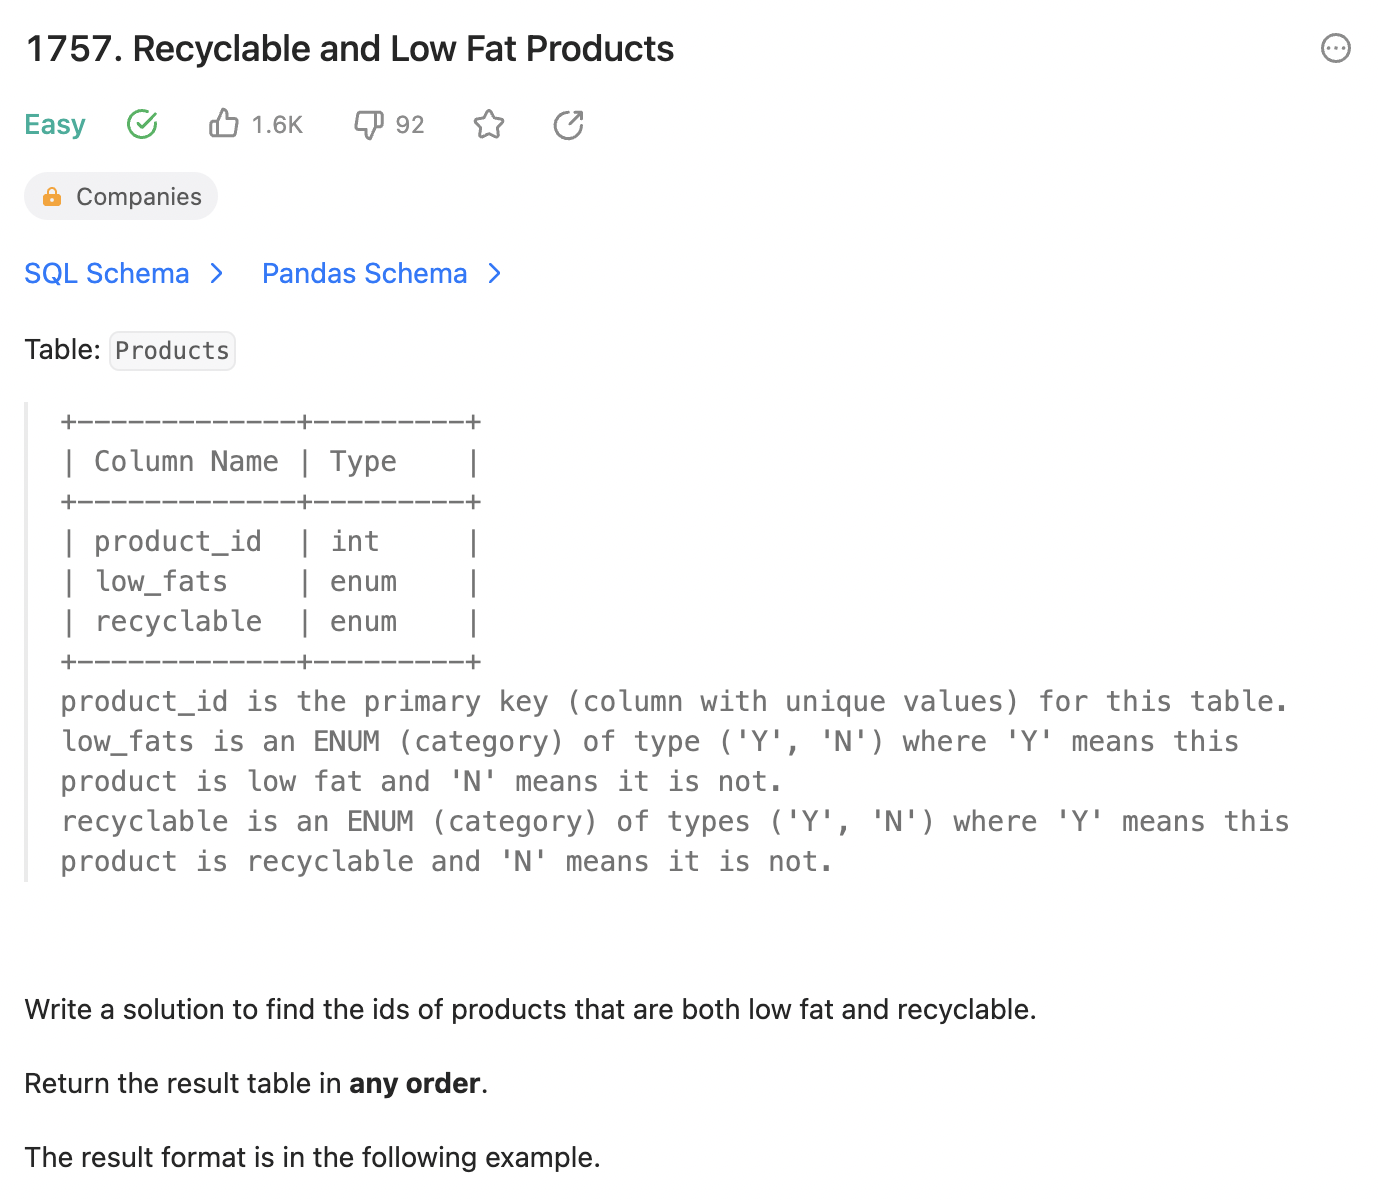 1757. Recyclable and Low Fat Products
Easy 1.6K 92
Companies
SQL Schema > Pandas Schema >
Table: Products
+-------------+---------+
| Column Name | Type    |
+-------------+---------+
| product_id  | int     |
| low_fats    | enum    |
| recyclable  | enum    |
+-------------+---------+
product_id is the primary key (column with unique values) for this table.
low_fats is an ENUM (category) of type ('Y', 'N') where 'Y' means this
product is low fat and 'N' means it is not.
recyclable is an ENUM (category) of types ('Y', 'N') where 'Y' means this
product is recyclable and 'N' means it is not.
Write a solution to find the ids of products that are both low fat and recyclable.
Return the result table in any order.
The result format is in the following example.